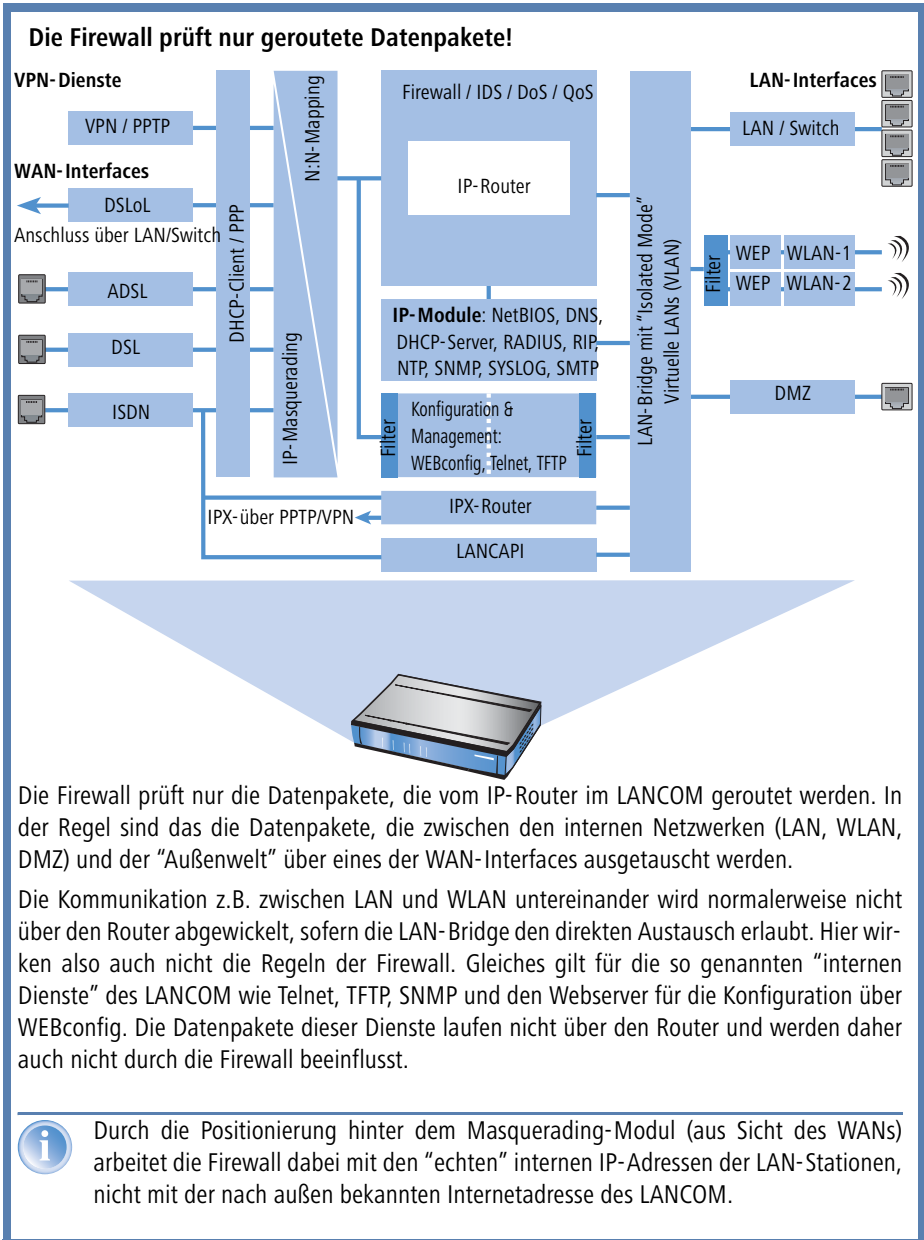 Die Firewall prüft nur geroutete Datenpakete!
VPN-Dienste
VPN / PPTP
WAN-Interfaces
DSLoL
Anschluss über LAN/Switch
ADSL
DSL
ISDN
DHCP-Client / PPP
N:N-Mapping
IP-Masquerading
Firewall / IDS / DoS / QoS
IP-Router
IP-Module: NetBIOS, DNS,
DHCP-Server, RADIUS, RIP,
NTP, SNMP, SYSLOG, SMTP
Filter
Konfiguration &
Management:
WEBconfig, Telnet, TFTP
Filter
IPX-über PPTP/VPN
IPX-Router
LANCAPI
LAN-Bridge mit "Isolated Mode"
Virtuelle LANs (VLAN)
LAN-Interfaces
LAN / Switch
Filter
WEP
WLAN-1
WEP
WLAN-2
DMZ
Die Firewall prüft nur die Datenpakete, die vom IP-Router im LANCOM geroutet werden. In
der Regel sind das die Datenpakete, die zwischen den internen Netzwerken (LAN, WLAN,
DMZ) und der “Außenwelt” über eines der WAN-Interfaces ausgetauscht werden.
Die Kommunikation z.B. zwischen LAN und WLAN untereinander wird normalerweise nicht
über den Router abgewickelt, sofern die LAN-Bridge den direkten Austausch erlaubt. Hier wir-
ken also auch nicht die Regeln der Firewall. Gleiches gilt für die so genannten “internen
Dienste” des LANCOM wie Telnet, TFTP, SNMP und den Webserver für die Konfiguration über
WEBconfig. Die Datenpakete dieser Dienste laufen nicht über den Router und werden daher
auch nicht durch die Firewall beeinflusst.
Durch die Positionierung hinter dem Masquerading-Modul (aus Sicht des WANs)
arbeitet die Firewall dabei mit den “echten” internen IP-Adressen der LAN-Stationen,
nicht mit der nach außen bekannten Internetadresse des LANCOM.